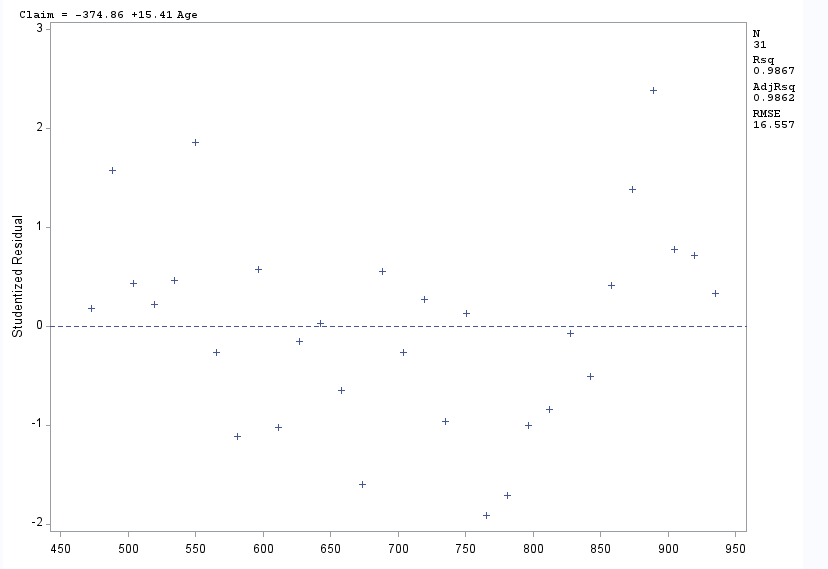 Claim = -374.86 +15.41 Age
N
31
Rsq
0.9867
AdjRsq
0.9862
RMSE
16.557
Studentized Residual
3
2
1
0
-1
-2
450 500 550 600 650 700 750 800 850 900 950